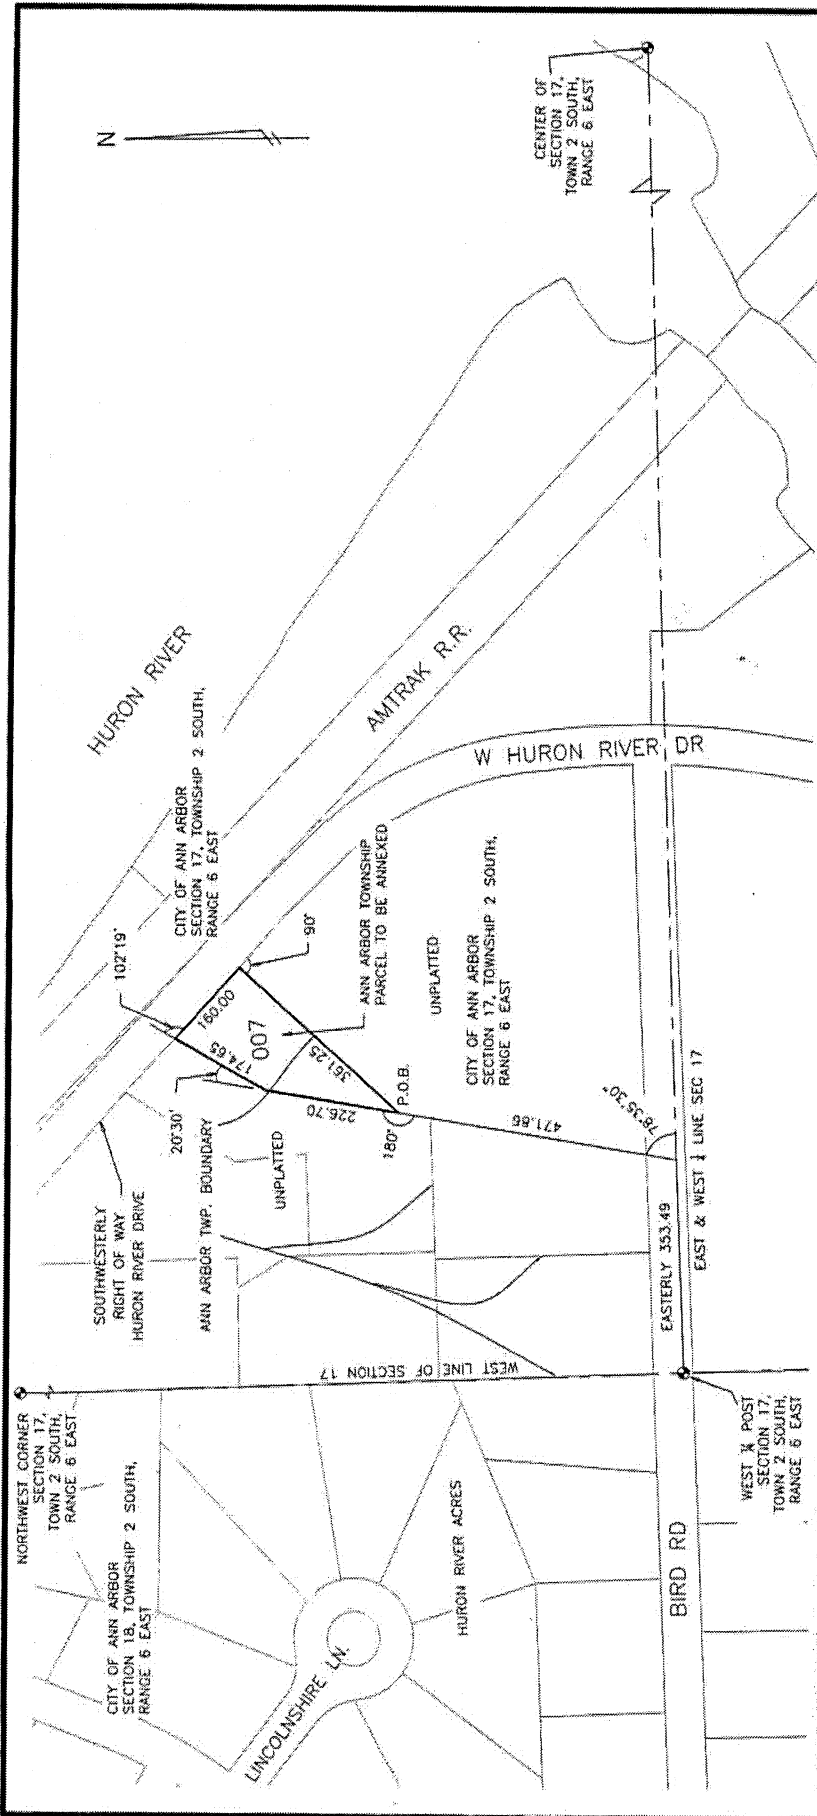 N
NORTHWEST CORNER
SECTION 17,
TOWN 2 SOUTH,
RANGE 6 EAST
CITY OF ANN ARBOR
SECTION 18, TOWNSHIP 2 SOUTH,
RANGE 6 EAST
LINCOLNSHIRE LN.
HURON RIVER ACRES
BIRD RD
WEST ¼ POST
SECTION 17,
TOWN 2 SOUTH,
RANGE 6 EAST
WEST LINE OF SECTION 17
SOUTHWESTERLY
RIGHT OF WAY
HURON RIVER DRIVE
ANN ARBOR TWP. BOUNDARY
UNPLATTED
20°30'
102°19'
174.65
160.00
007
361.25
226.70
180°
P.O.B.
90°
471.86
78°35'30"
EASTERLY 353.49
EAST & WEST ¼ LINE SEC 17
HURON RIVER
CITY OF ANN ARBOR
SECTION 17, TOWNSHIP 2 SOUTH,
RANGE 6 EAST
AMTRAK R.R.
ANN ARBOR TOWNSHIP
PARCEL TO BE ANNEXED
UNPLATTED
CITY OF ANN ARBOR
SECTION 17, TOWNSHIP 2 SOUTH,
RANGE 6 EAST
W HURON RIVER DR
CENTER OF
SECTION 17,
TOWN 2 SOUTH,
RANGE 6 EAST